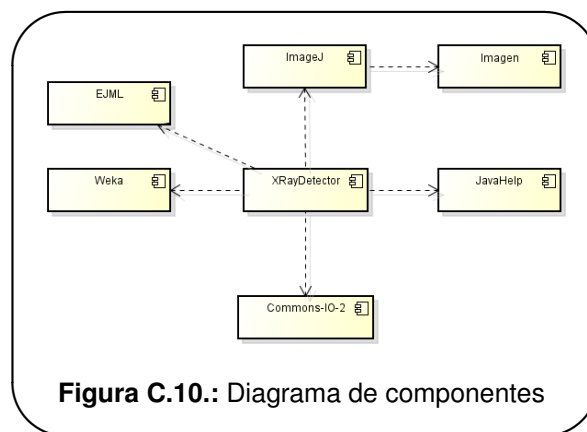 ImageJ
Imagen
EJML
Weka
XRayDetector
JavaHelp
Commons-IO-2
Figura C.10.: Diagrama de componentes